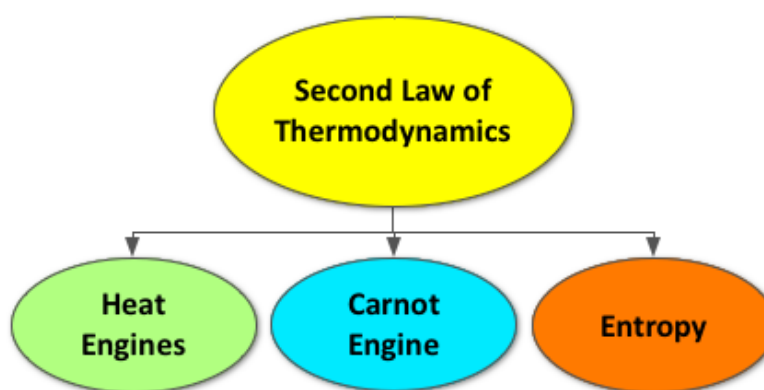 Second Law of
Thermodynamics
Heat
Engines
Carnot
Engine
Entropy